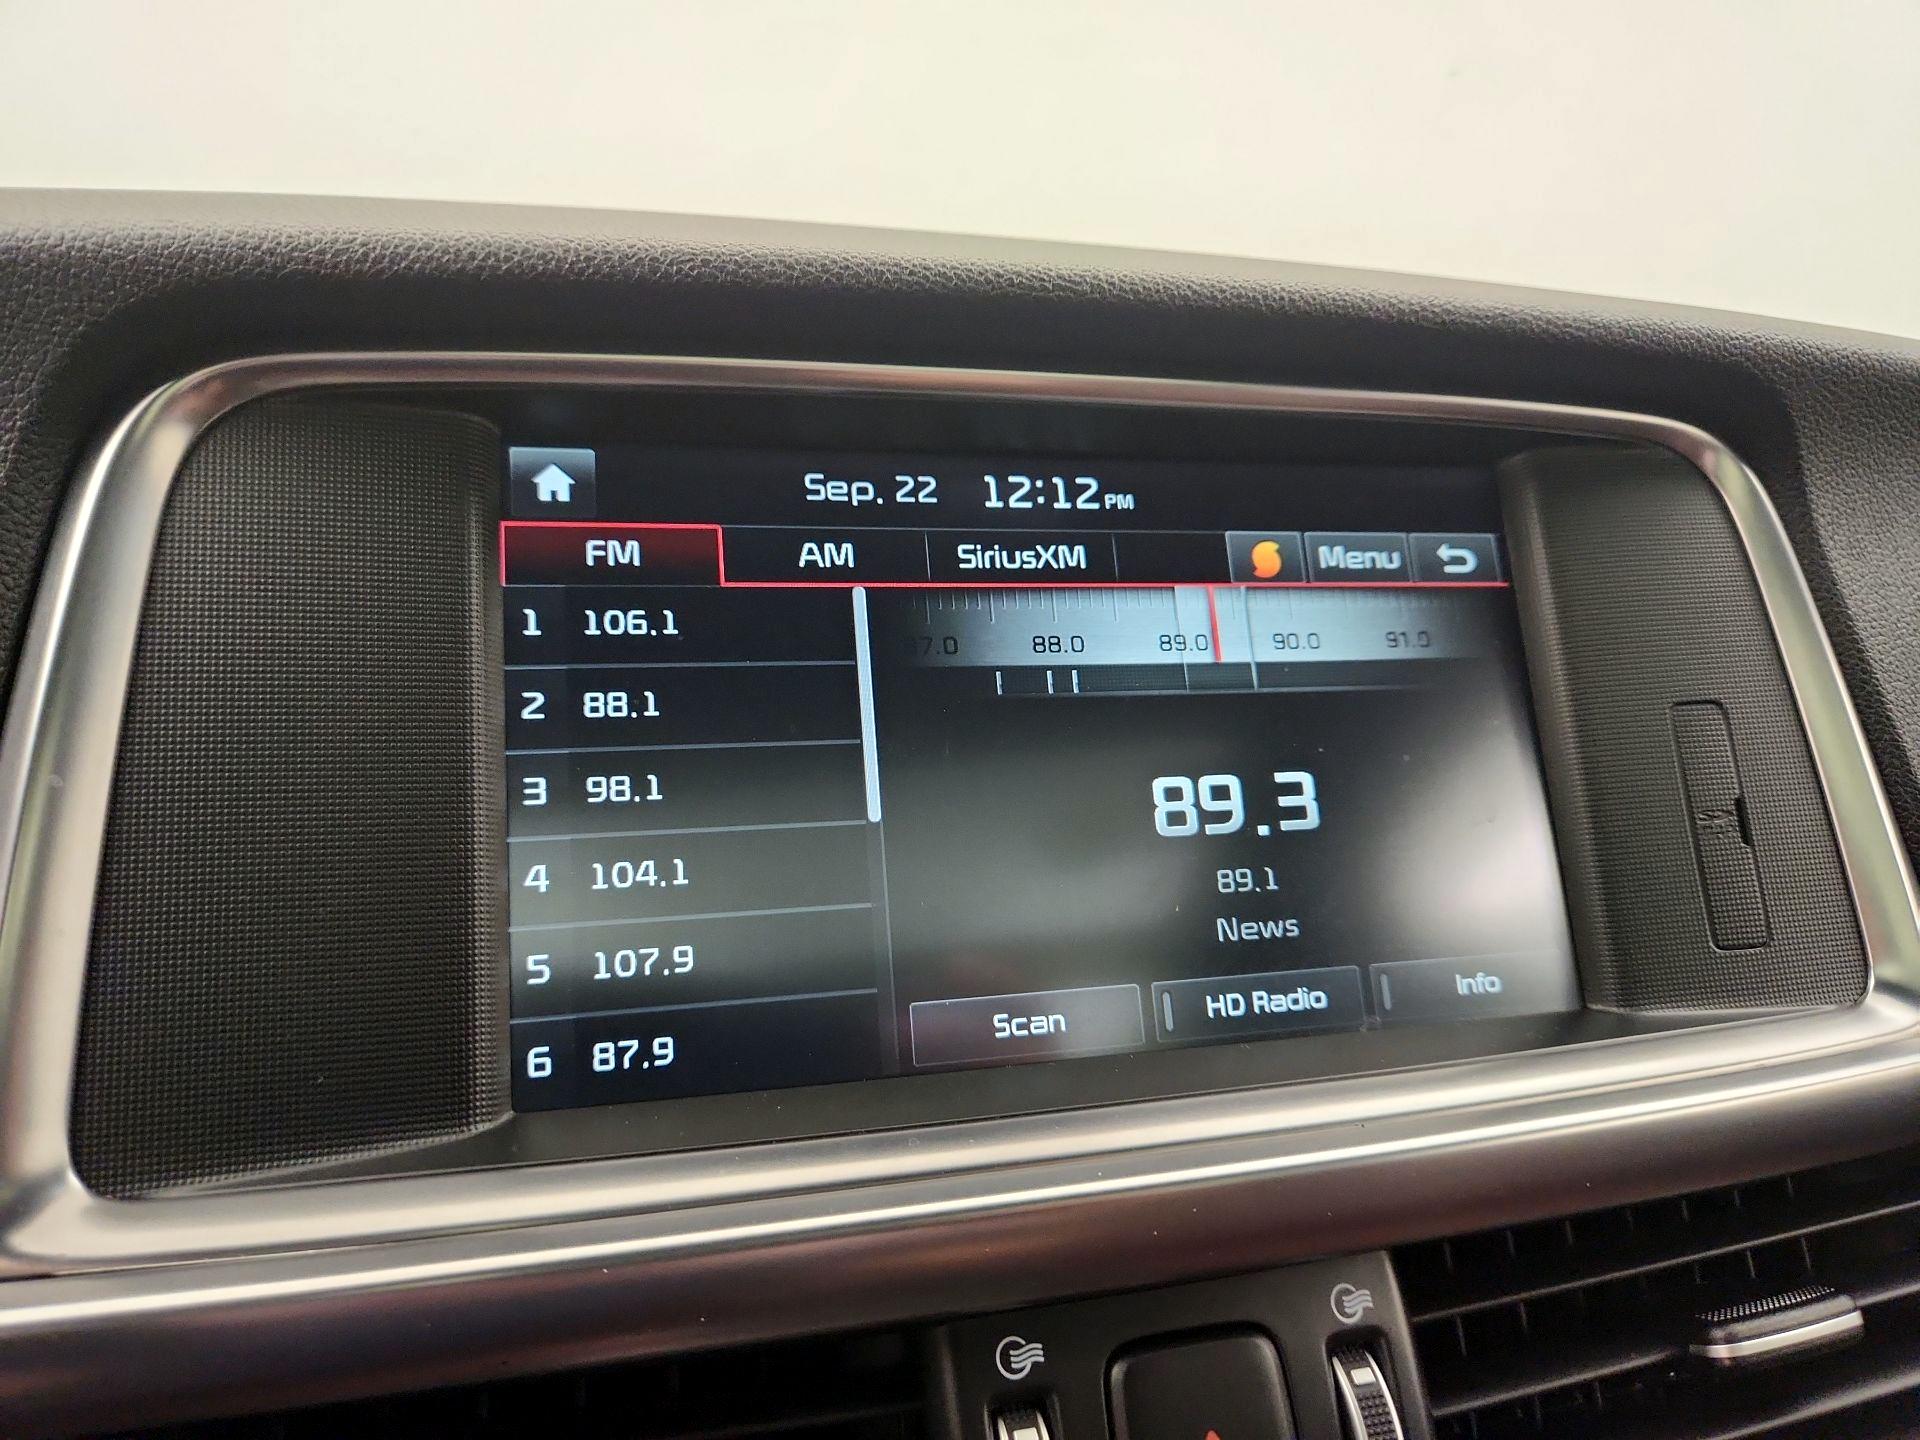 Sep. 22 12:12 PM
FM AM SiriusXM Menu
1 106.1
2 88.1
3 98.1
4 104.1
5 107.9
6 87.9
88.0 89.0 90.0 91.0
89.3
89.1
News
Scan HD Radio Info